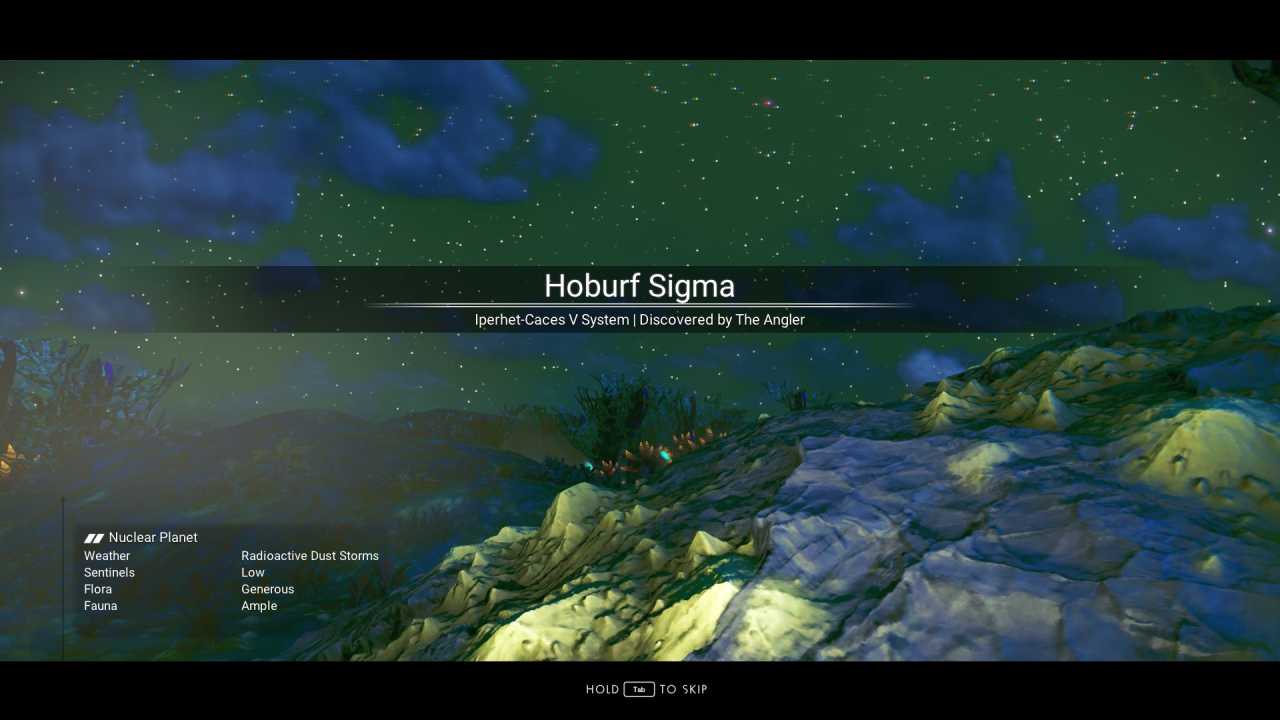 Hoburf Sigma
Iperhet-Caces V System | Discovered by The Angler
Nuclear Planet
Weather Radioactive Dust Storms
Sentinels Low
Flora Generous
Fauna Ample
HOLD Tab TO SKIP